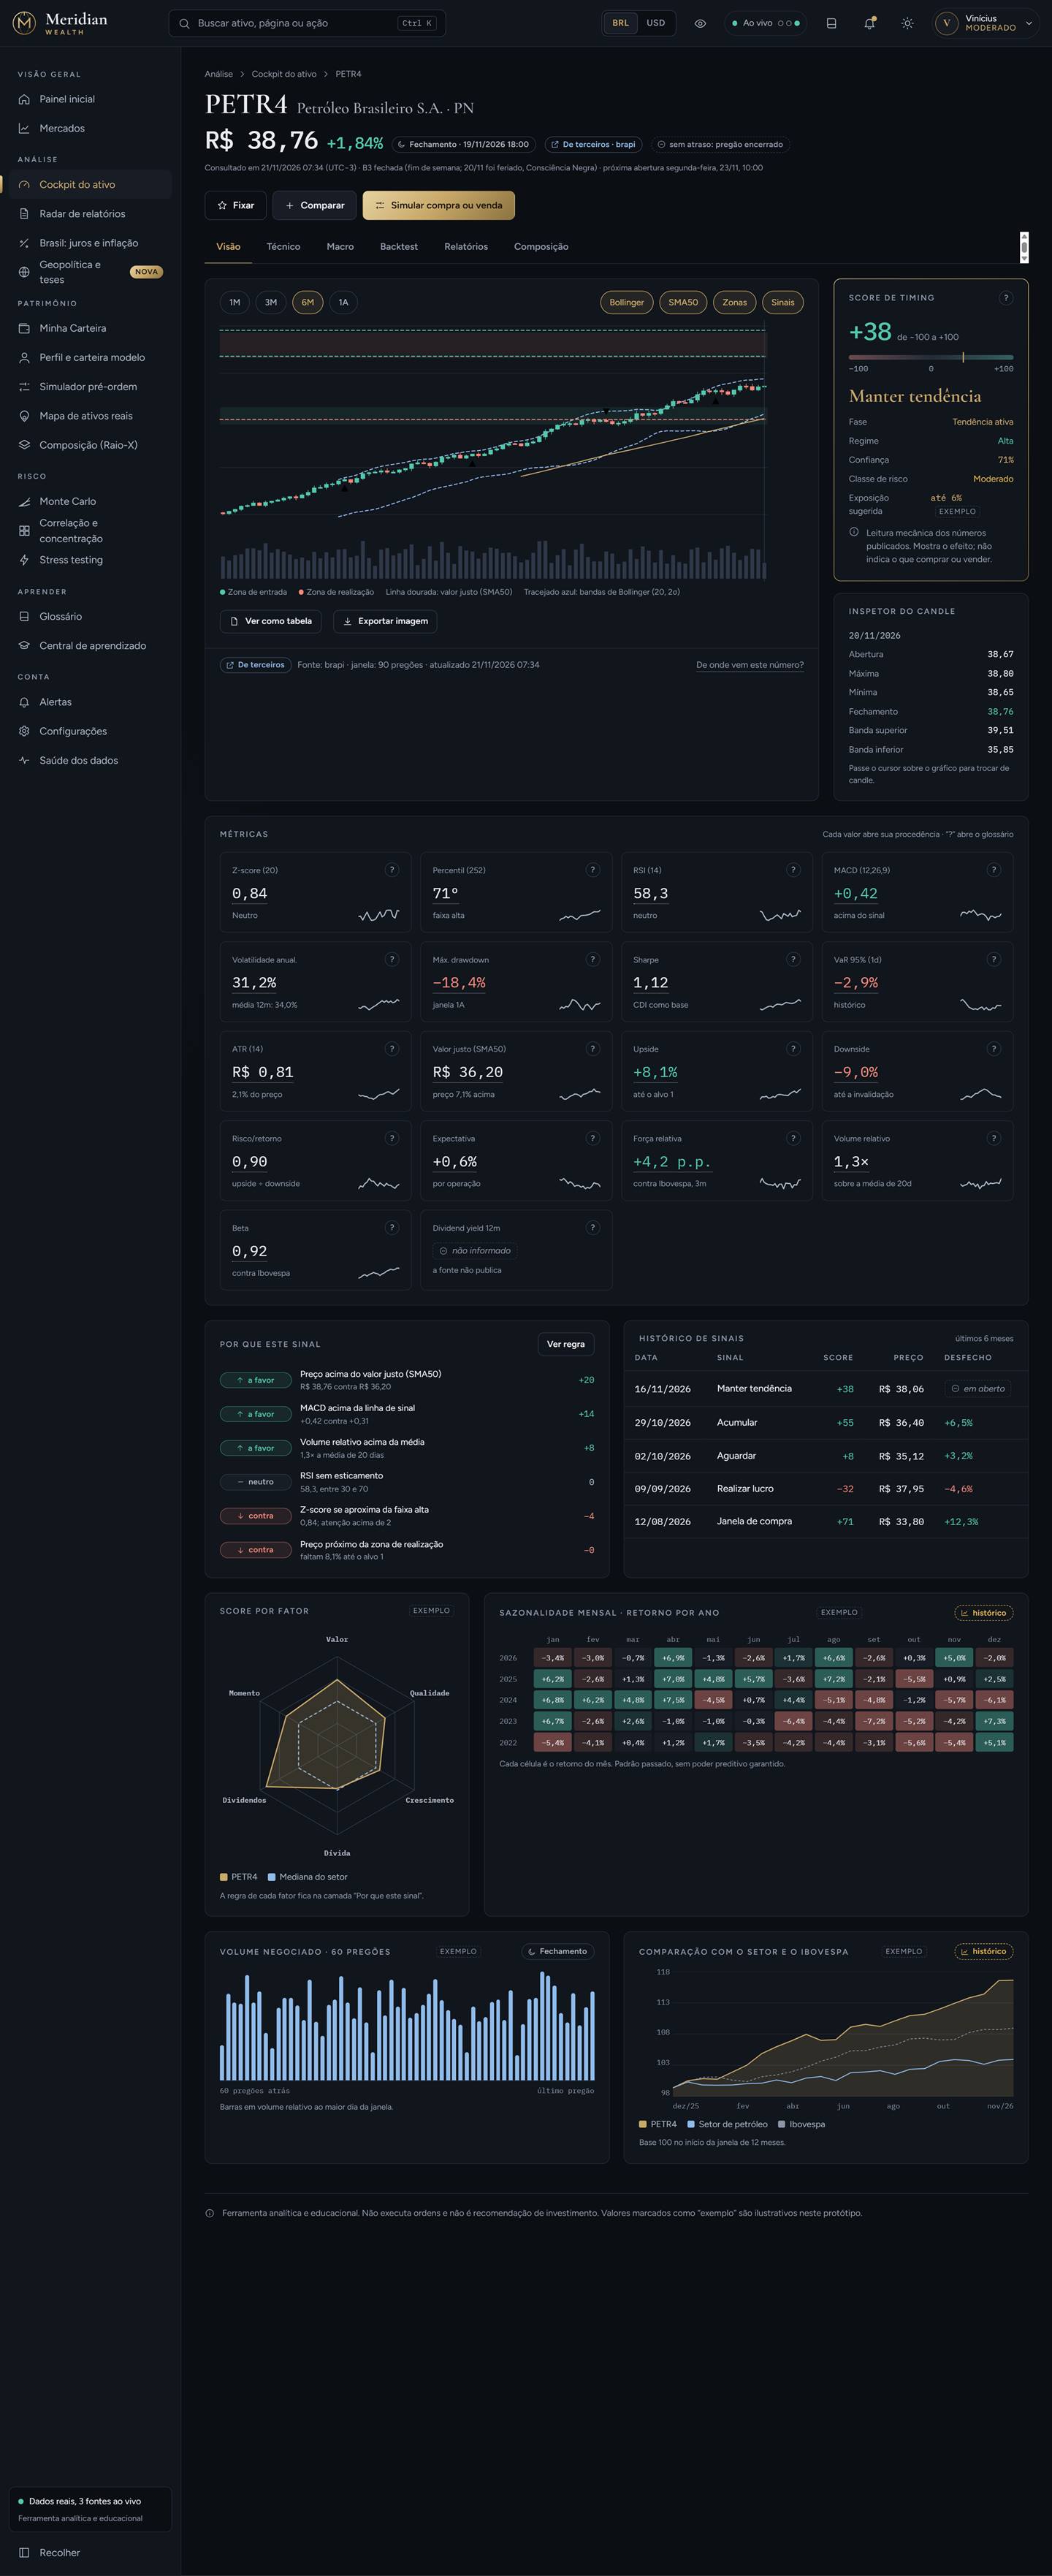 Meridian
WEALTH
Buscar ativo, página ou ação
Ctrl K
BRL
USD
Ao vivo
V
Vinícius
MODERADO
VISÃO GERAL
Painel inicial
Mercados
ANÁLISE
Cockpit do ativo
Radar de relatórios
Brasil: juros e inflação
Geopolítica e
teses
NOVA
PATRIMÔNIO
Minha Carteira
Perfil e carteira modelo
Simulador pré-ordem
Mapa de ativos reais
Composição (Raio-X)
RISCO
Monte Carlo
Correlação e
concentração
Stress testing
APRENDER
Glossário
Central de aprendizado
CONTA
Alertas
Configurações
Saúde dos dados
Dados reais, 3 fontes ao vivo
Ferramenta analítica e educacional
Recolher
Análise > Cockpit do ativo > PETR4
PETR4 Petróleo Brasileiro S.A. · PN
R$ 38,76 +1,84% Fechamento · 19/11/2026 18:00 De terceiros · brapi sem atraso: pregão encerrado
Consultado em 21/11/2026 07:34 (UTC−3) · B3 fechada (fim de semana; 20/11 foi feriado, Consciência Negra) · próxima abertura segunda-feira, 23/11, 10:00
Fixar
Comparar
Simular compra ou venda
Visão Técnico Macro Backtest Relatórios Composição
1M 3M 6M 1A
Bollinger SMA50 Zonas Sinais
Zona de entrada Zona de realização Linha dourada: valor justo (SMA50) Tracejado azul: bandas de Bollinger (20, 2σ)
Ver como tabela
Exportar imagem
De terceiros Fonte: brapi · janela: 90 pregões · atualizado 21/11/2026 07:34
De onde vem este número?
SCORE DE TIMING ?
+38 de −100 a +100
−100 0 +100
Manter tendência
Fase Tendência ativa
Regime Alta
Confiança 71%
Classe de risco Moderado
Exposição sugerida até 6% EXEMPLO
Leitura mecânica dos números
publicados. Mostra o efeito; não
indica o que comprar ou vender.
INSPETOR DO CANDLE
20/11/2026
Abertura 38,67
Máxima 38,80
Mínima 38,65
Fechamento 38,76
Banda superior 39,51
Banda inferior 35,85
Passe o cursor sobre o gráfico para trocar de
candle.
MÉTRICAS
Cada valor abre sua procedência · "?" abre o glossário
Z-score (20) ?
0,84
Neutro
Percentil (252) ?
71º
faixa alta
RSI (14) ?
58,3
neutro
MACD (12,26,9) ?
+0,42
acima do sinal
Volatilidade anual. ?
31,2%
média 12m: 34,0%
Máx. drawdown ?
−18,4%
janela 1A
Sharpe ?
1,12
CDI como base
VaR 95% (1d) ?
−2,9%
histórico
ATR (14) ?
R$ 0,81
2,1% do preço
Valor justo (SMA50) ?
R$ 36,20
preço 7,1% acima
Upside ?
+8,1%
até o alvo 1
Downside ?
−9,0%
até a invalidação
Risco/retorno ?
0,90
upside ÷ downside
Expectativa ?
+0,6%
por operação
Força relativa ?
+4,2 p.p.
contra Ibovespa, 3m
Volume relativo ?
1,3×
sobre a média de 20d
Beta ?
0,92
contra Ibovespa
Dividend yield 12m ?
não informado
a fonte não publica
POR QUE ESTE SINAL
Ver regra
↑ a favor Preço acima do valor justo (SMA50) +20
R$ 38,76 contra R$ 36,20
↑ a favor MACD acima da linha de sinal +14
+0,42 contra +0,31
↑ a favor Volume relativo acima da média +8
1,3× a média de 20 dias
− neutro RSI sem esticamento 0
58,3, entre 30 e 70
↓ contra Z-score se aproxima da faixa alta −4
0,84; atenção acima de 2
↓ contra Preço próximo da zona de realização −0
faltam 8,1% até o alvo 1
HISTÓRICO DE SINAIS últimos 6 meses
DATA SINAL SCORE PREÇO DESFECHO
16/11/2026 Manter tendência +38 R$ 38,06 em aberto
29/10/2026 Acumular +55 R$ 36,40 +6,5%
02/10/2026 Aguardar +8 R$ 35,12 +3,2%
09/09/2026 Realizar lucro −32 R$ 37,95 −4,6%
12/08/2026 Janela de compra +71 R$ 33,80 +12,3%
SCORE POR FATOR EXEMPLO
Valor
Momento Qualidade
Dividendos Crescimento
Dívida
PETR4 Mediana do setor
A regra de cada fator fica na camada "Por que este sinal".
SAZONALIDADE MENSAL · RETORNO POR ANO EXEMPLO histórico
jan fev mar abr mai jun jul ago set out nov dez
2026 −3,4% −3,0% −0,7% +6,9% −1,3% −2,6% +1,7% +6,6% −2,6% +0,3% +5,0% −2,0%
2025 +6,2% −2,6% +1,3% +7,0% +4,8% +5,7% −3,6% +7,2% −2,1% −5,5% +0,9% +2,5%
2024 +6,8% +6,2% +4,8% +7,5% −4,5% +0,7% +4,4% −5,1% −4,8% −1,2% −5,7% −6,1%
2023 +6,7% −2,6% +2,6% −1,0% −1,0% −0,3% −6,4% −4,4% −7,2% −5,2% −4,2% +7,3%
2022 −5,4% −4,1% +0,4% +1,2% +1,7% −3,5% −4,2% −4,4% −3,1% −5,6% −5,4% +5,1%
Cada célula é o retorno do mês. Padrão passado, sem poder preditivo garantido.
VOLUME NEGOCIADO · 60 PREGÕES EXEMPLO Fechamento
60 pregões atrás último pregão
Barras em volume relativo ao maior dia da janela.
COMPARAÇÃO COM O SETOR E O IBOVESPA EXEMPLO histórico
118
113
108
103
98
dez/25 fev abr jun ago out nov/26
PETR4 Setor de petróleo Ibovespa
Base 100 no início da janela de 12 meses.
Ferramenta analítica e educacional. Não executa ordens e não é recomendação de investimento. Valores marcados como "exemplo" são ilustrativos neste protótipo.